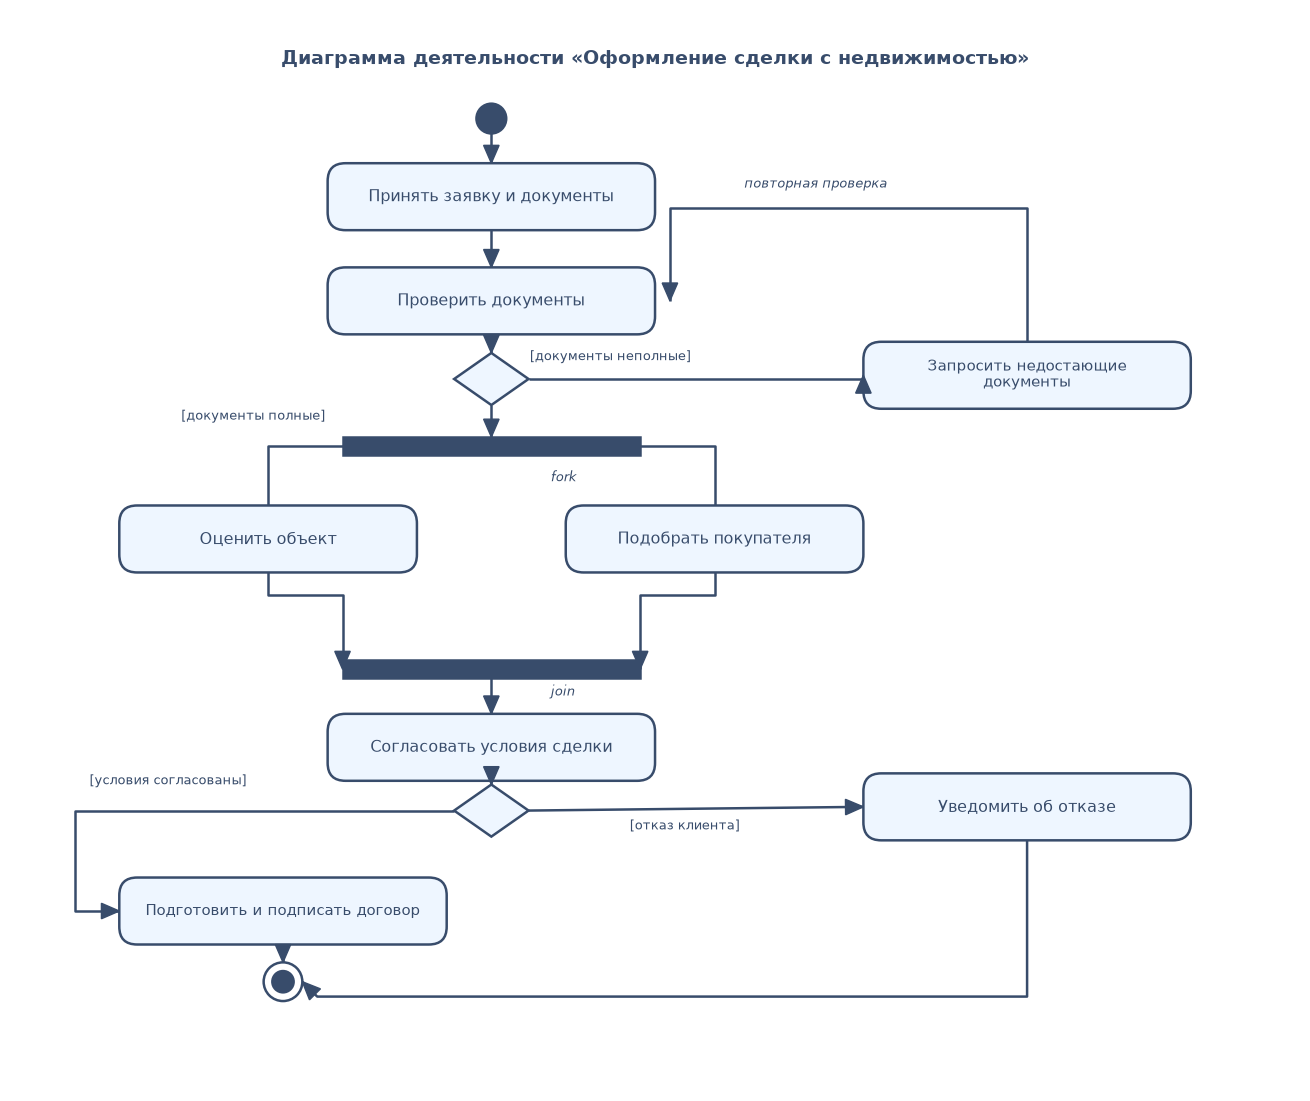 Диаграмма деятельности «Оформление сделки с недвижимостью»
Принять заявку и документы
повторная проверка
Проверить документы
[документы неполные]
Запросить недостающие
документы
[документы полные]
fork
Оценить объект
Подобрать покупателя
join
Согласовать условия сделки
[условия согласованы]
Уведомить об отказе
[отказ клиента]
Подготовить и подписать договор